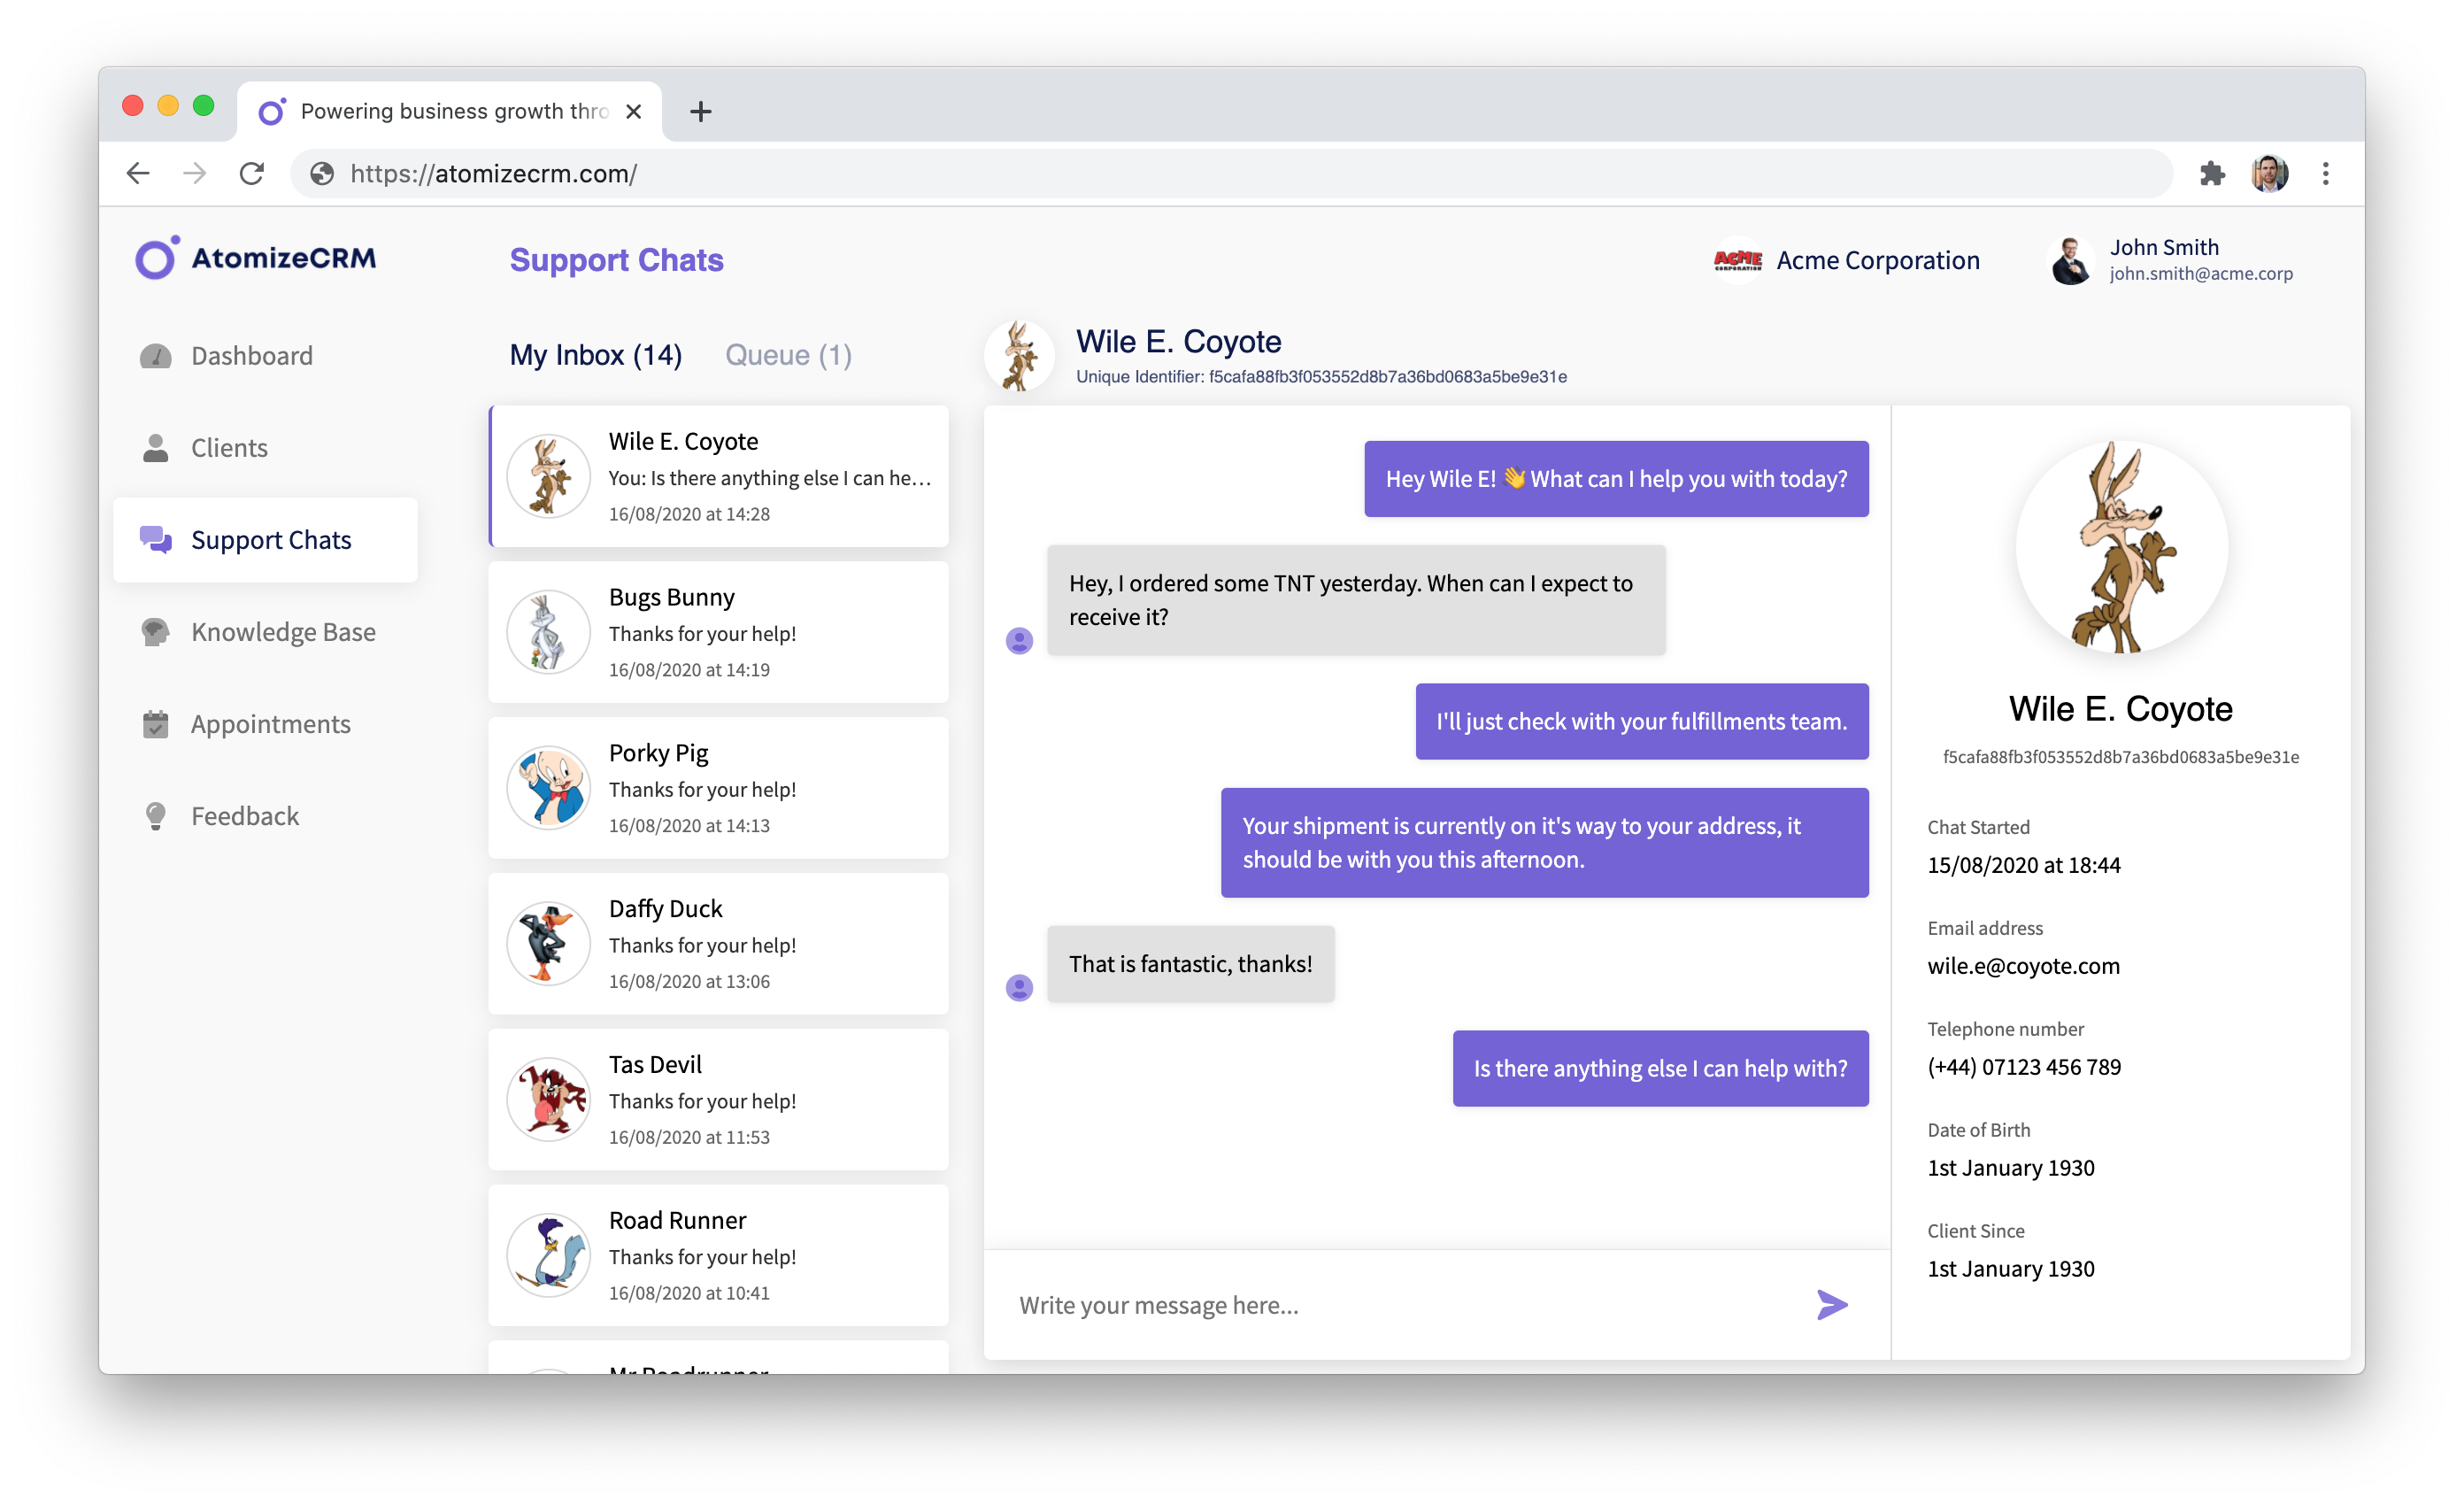 Powering business growth thro
https://atomizecrm.com/
AtomizeCRM
Support Chats
ACME
CORPORATION
Acme Corporation
John Smith
john.smith@acme.corp
Dashboard
Clients
Support Chats
Knowledge Base
Appointments
Feedback
My Inbox (14)
Queue (1)
Wile E. Coyote
You: Is there anything else I can he...
16/08/2020 at 14:28
Bugs Bunny
Thanks for your help!
16/08/2020 at 14:19
Porky Pig
Thanks for your help!
16/08/2020 at 14:13
Daffy Duck
Thanks for your help!
16/08/2020 at 13:06
Tas Devil
Thanks for your help!
16/08/2020 at 11:53
Road Runner
Thanks for your help!
16/08/2020 at 10:41
Mr Roadrunner
Wile E. Coyote
Unique Identifier: f5cafa88fb3f053552d8b7a36bd0683a5be9e31e
Hey Wile E! 👋 What can I help you with today?
Hey, I ordered some TNT yesterday. When can I expect to
receive it?
I'll just check with your fulfillments team.
Your shipment is currently on it's way to your address, it
should be with you this afternoon.
That is fantastic, thanks!
Is there anything else I can help with?
Write your message here...
Wile E. Coyote
f5cafa88fb3f053552d8b7a36bd0683a5be9e31e
Chat Started
15/08/2020 at 18:44
Email address
wile.e@coyote.com
Telephone number
(+44) 07123 456 789
Date of Birth
1st January 1930
Client Since
1st January 1930